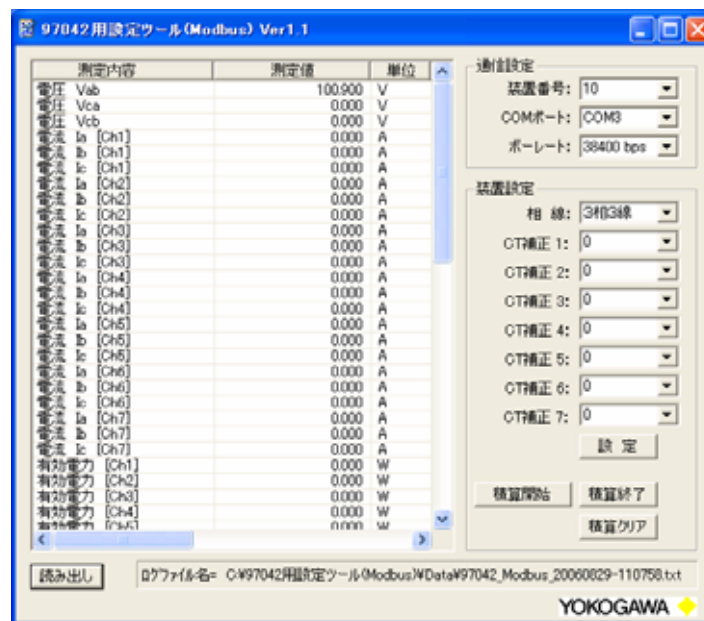 97042用設定ツール(Modbus) Ver1.1
測定内容 測定値 単位
電圧 Vab 100.900 V
電圧 Vca 0.000 V
電圧 Vcb 0.000 V
電流 Ia [Ch1] 0.000 A
電流 Ib [Ch1] 0.000 A
電流 Ic [Ch1] 0.000 A
電流 Ia [Ch2] 0.000 A
電流 Ib [Ch2] 0.000 A
電流 Ic [Ch2] 0.000 A
電流 Ia [Ch3] 0.000 A
電流 Ib [Ch3] 0.000 A
電流 Ic [Ch3] 0.000 A
電流 Ia [Ch4] 0.000 A
電流 Ib [Ch4] 0.000 A
電流 Ic [Ch4] 0.000 A
電流 Ia [Ch5] 0.000 A
電流 Ib [Ch5] 0.000 A
電流 Ic [Ch5] 0.000 A
電流 Ia [Ch6] 0.000 A
電流 Ib [Ch6] 0.000 A
電流 Ic [Ch6] 0.000 A
電流 Ia [Ch7] 0.000 A
電流 Ib [Ch7] 0.000 A
電流 Ic [Ch7] 0.000 A
有効電力 [Ch1] 0.000 W
有効電力 [Ch2] 0.000 W
有効電力 [Ch3] 0.000 W
有効電力 [Ch4] 0.000 W
有効電力 [Ch5] 0.000 W
通信設定
装置番号: 10
COMポート: COM3
ボーレート: 38400 bps
装置設定
相 線: 3相3線
CT補正 1: 0
CT補正 2: 0
CT補正 3: 0
CT補正 4: 0
CT補正 5: 0
CT補正 6: 0
CT補正 7: 0
設 定
積算開始 積算終了
積算クリア
読み出し ログファイル名= C:¥97042用設定ツール(Modbus)¥Data¥97042_Modbus_20060829-110758.txt
YOKOGAWA